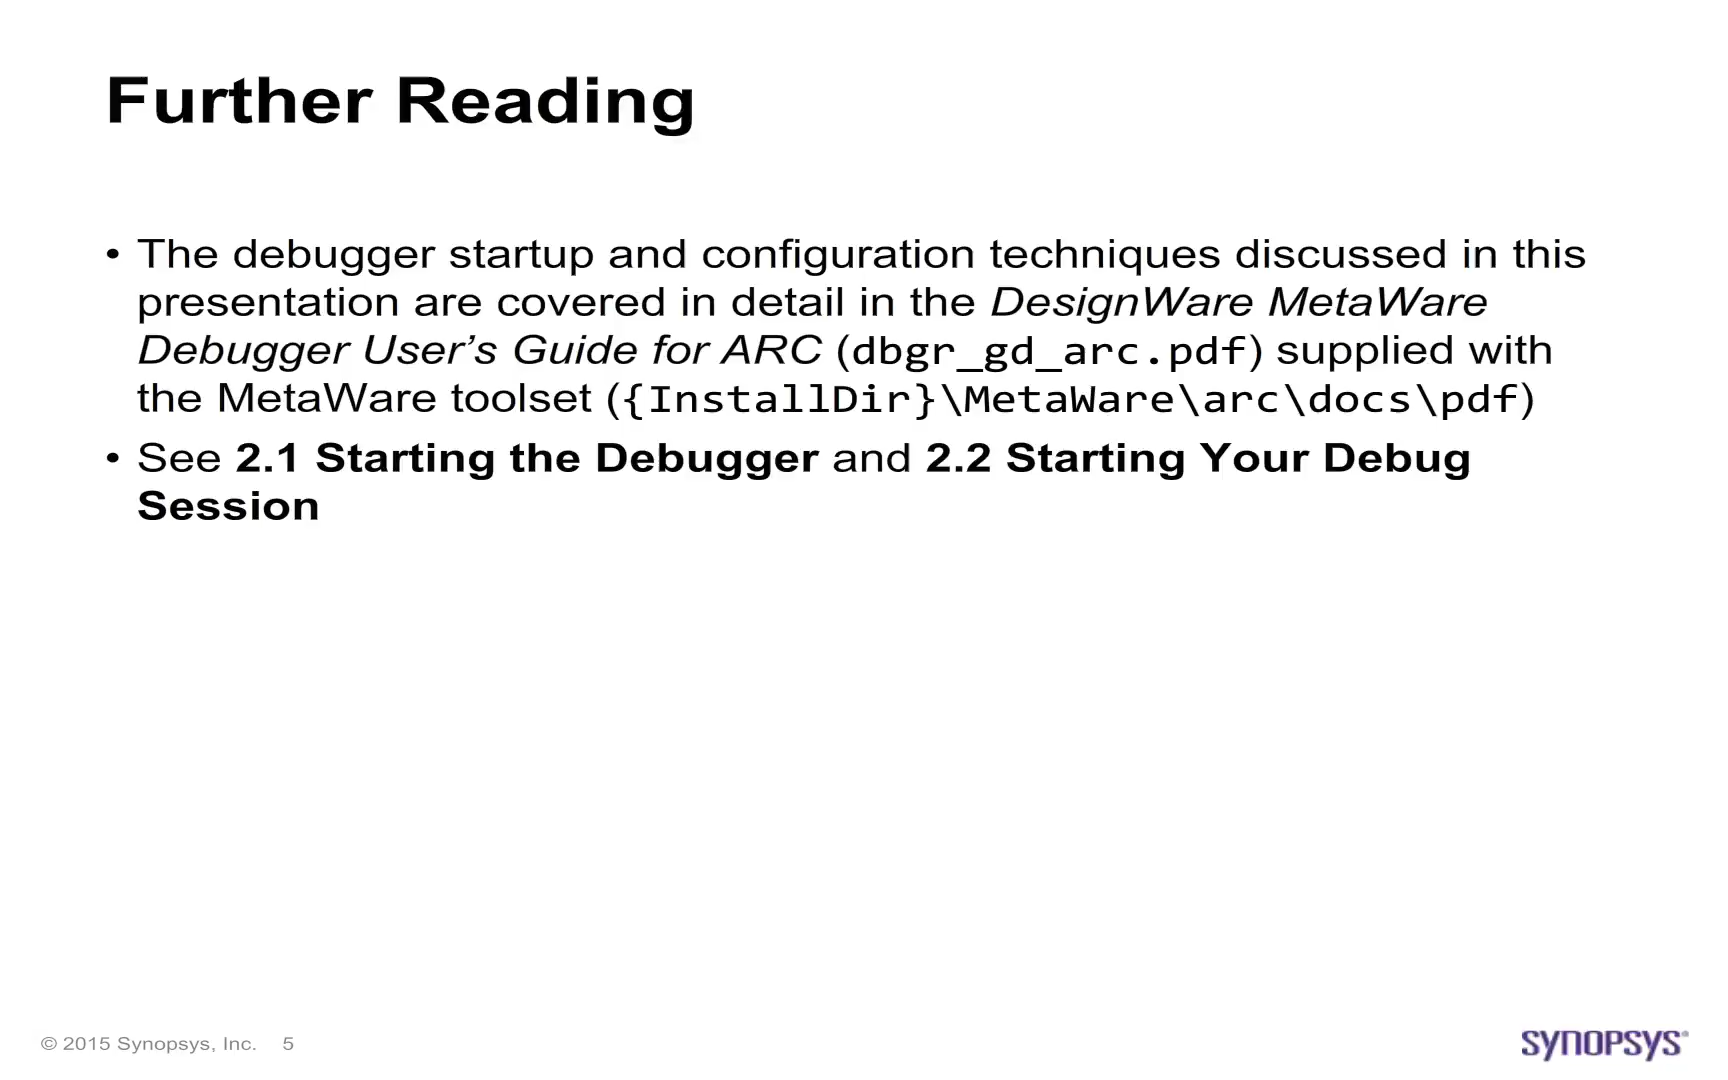 Further Reading
• The debugger startup and configuration techniques discussed in this
presentation are covered in detail in the DesignWare MetaWare
Debugger User’s Guide for ARC (dbgr_gd_arc.pdf) supplied with
the MetaWare toolset ({InstallDir}\MetaWare\arc\docs\pdf)
• See 2.1 Starting the Debugger and 2.2 Starting Your Debug
Session
© 2015 Synopsys, Inc. 5
SYNOPSYS®